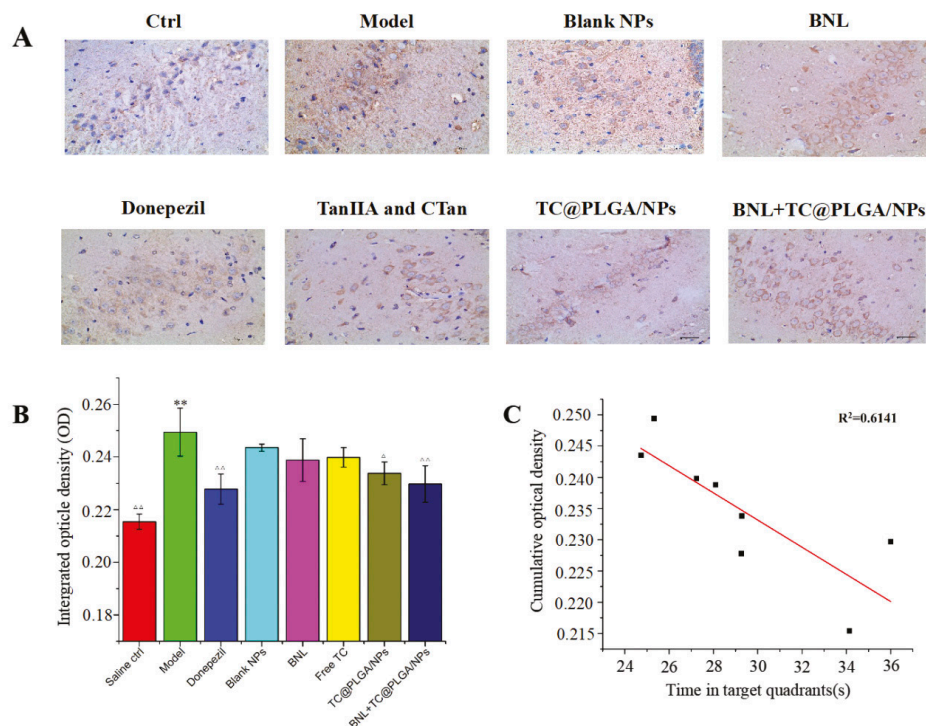 A
Ctrl Model Blank NPs BNL
Donepezil TanIIA and CTan TC@PLGA/NPs BNL+TC@PLGA/NPs
B
Intergrated opticle density (OD)
0.26
0.24
0.22
0.20
0.18
△△ ** △△ △ △△
Saline ctrl Model Donepezil Blank NPs BNL Free TC TC@PLGA/NPs BNL+TC@PLGA/NPs
C
R²=0.6141
Cumulative optical density
0.250
0.245
0.240
0.235
0.230
0.225
0.220
0.215
24 26 28 30 32 34 36
Time in target quadrants(s)